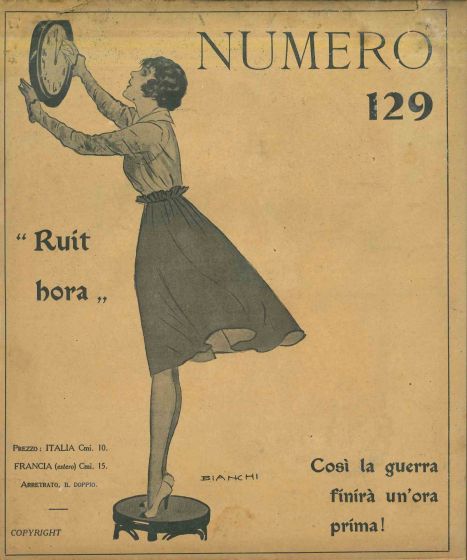 NUMERO
129
“Ruit
hora„
PREZZO: ITALIA Cmi. 10.
FRANCIA (estero) Cmi. 15.
ARRETRATO, IL DOPPIO.
BIANCHI
Così la guerra
finirà un'ora
prima!
COPYRIGHT